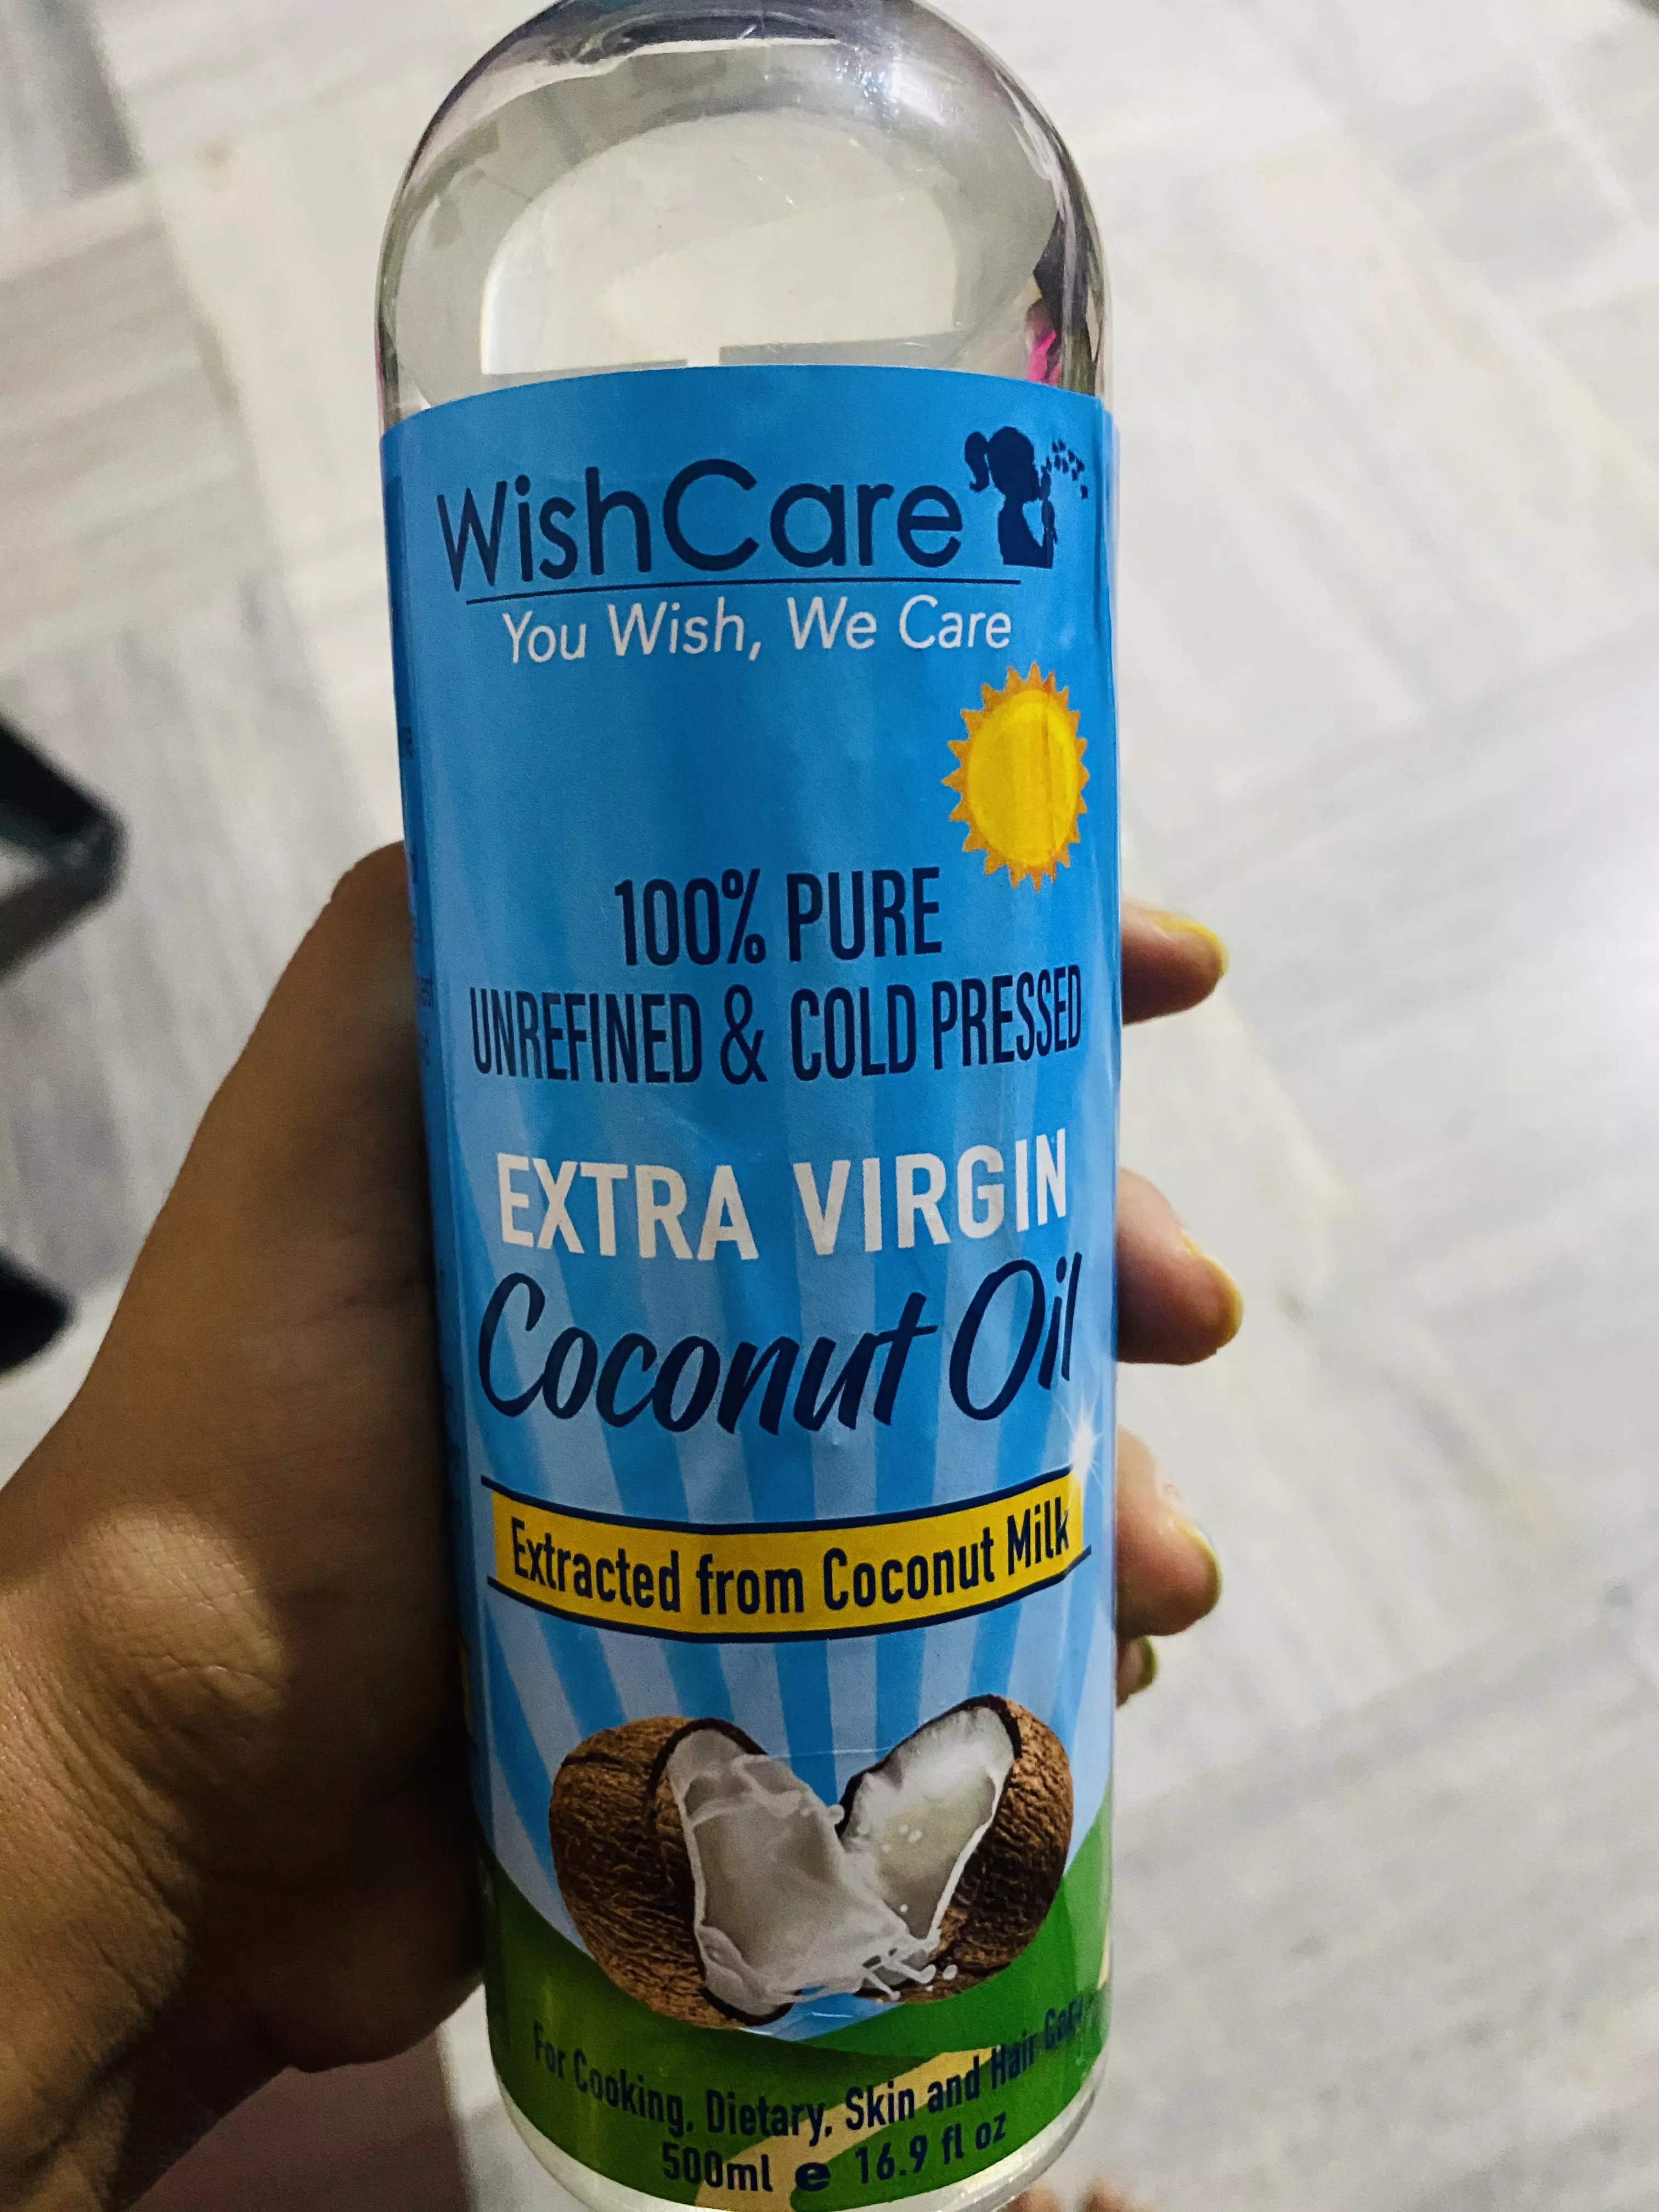 WishCare
You Wish, We Care
100% PURE
UNREFINED & COLD PRESSED
EXTRA VIRGIN
Coconut Oil
Extracted from Coconut Milk
For Cooking, Dietary, Skin and Hair Care
500ml e 16.9 fl oz